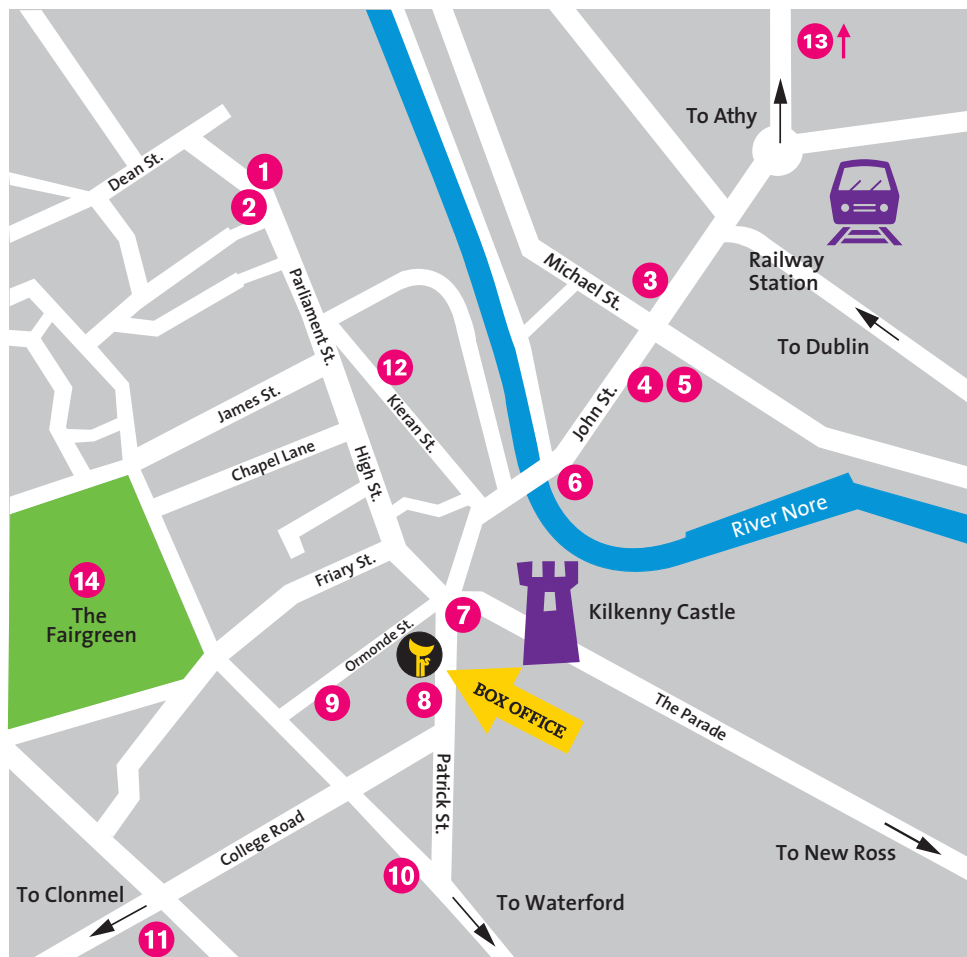 13
To Athy
Dean St.
1
2
Railway
Station
Michael St.
3
Parliament St.
To Dublin
12
4
5
James St.
Kieran St.
John St.
Chapel Lane
High St.
6
River Nore
14
The
Fairgreen
Friary St.
7
Kilkenny Castle
Ormonde St.
9
8
BOX OFFICE
The Parade
Patrick St.
College Road
To New Ross
10
To Clonmel
To Waterford
11